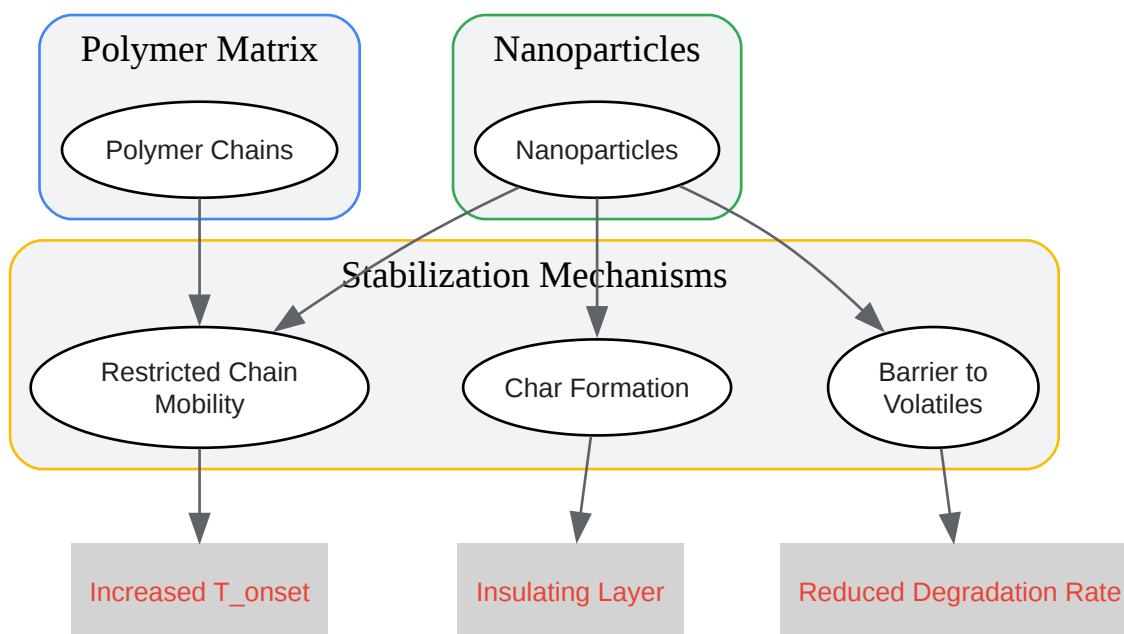 Polymer Matrix
Nanoparticles
Polymer Chains
Nanoparticles
Stabilization Mechanisms
Restricted Chain
Mobility
Char Formation
Barrier to
Volatiles
Increased T_onset
Insulating Layer
Reduced Degradation Rate